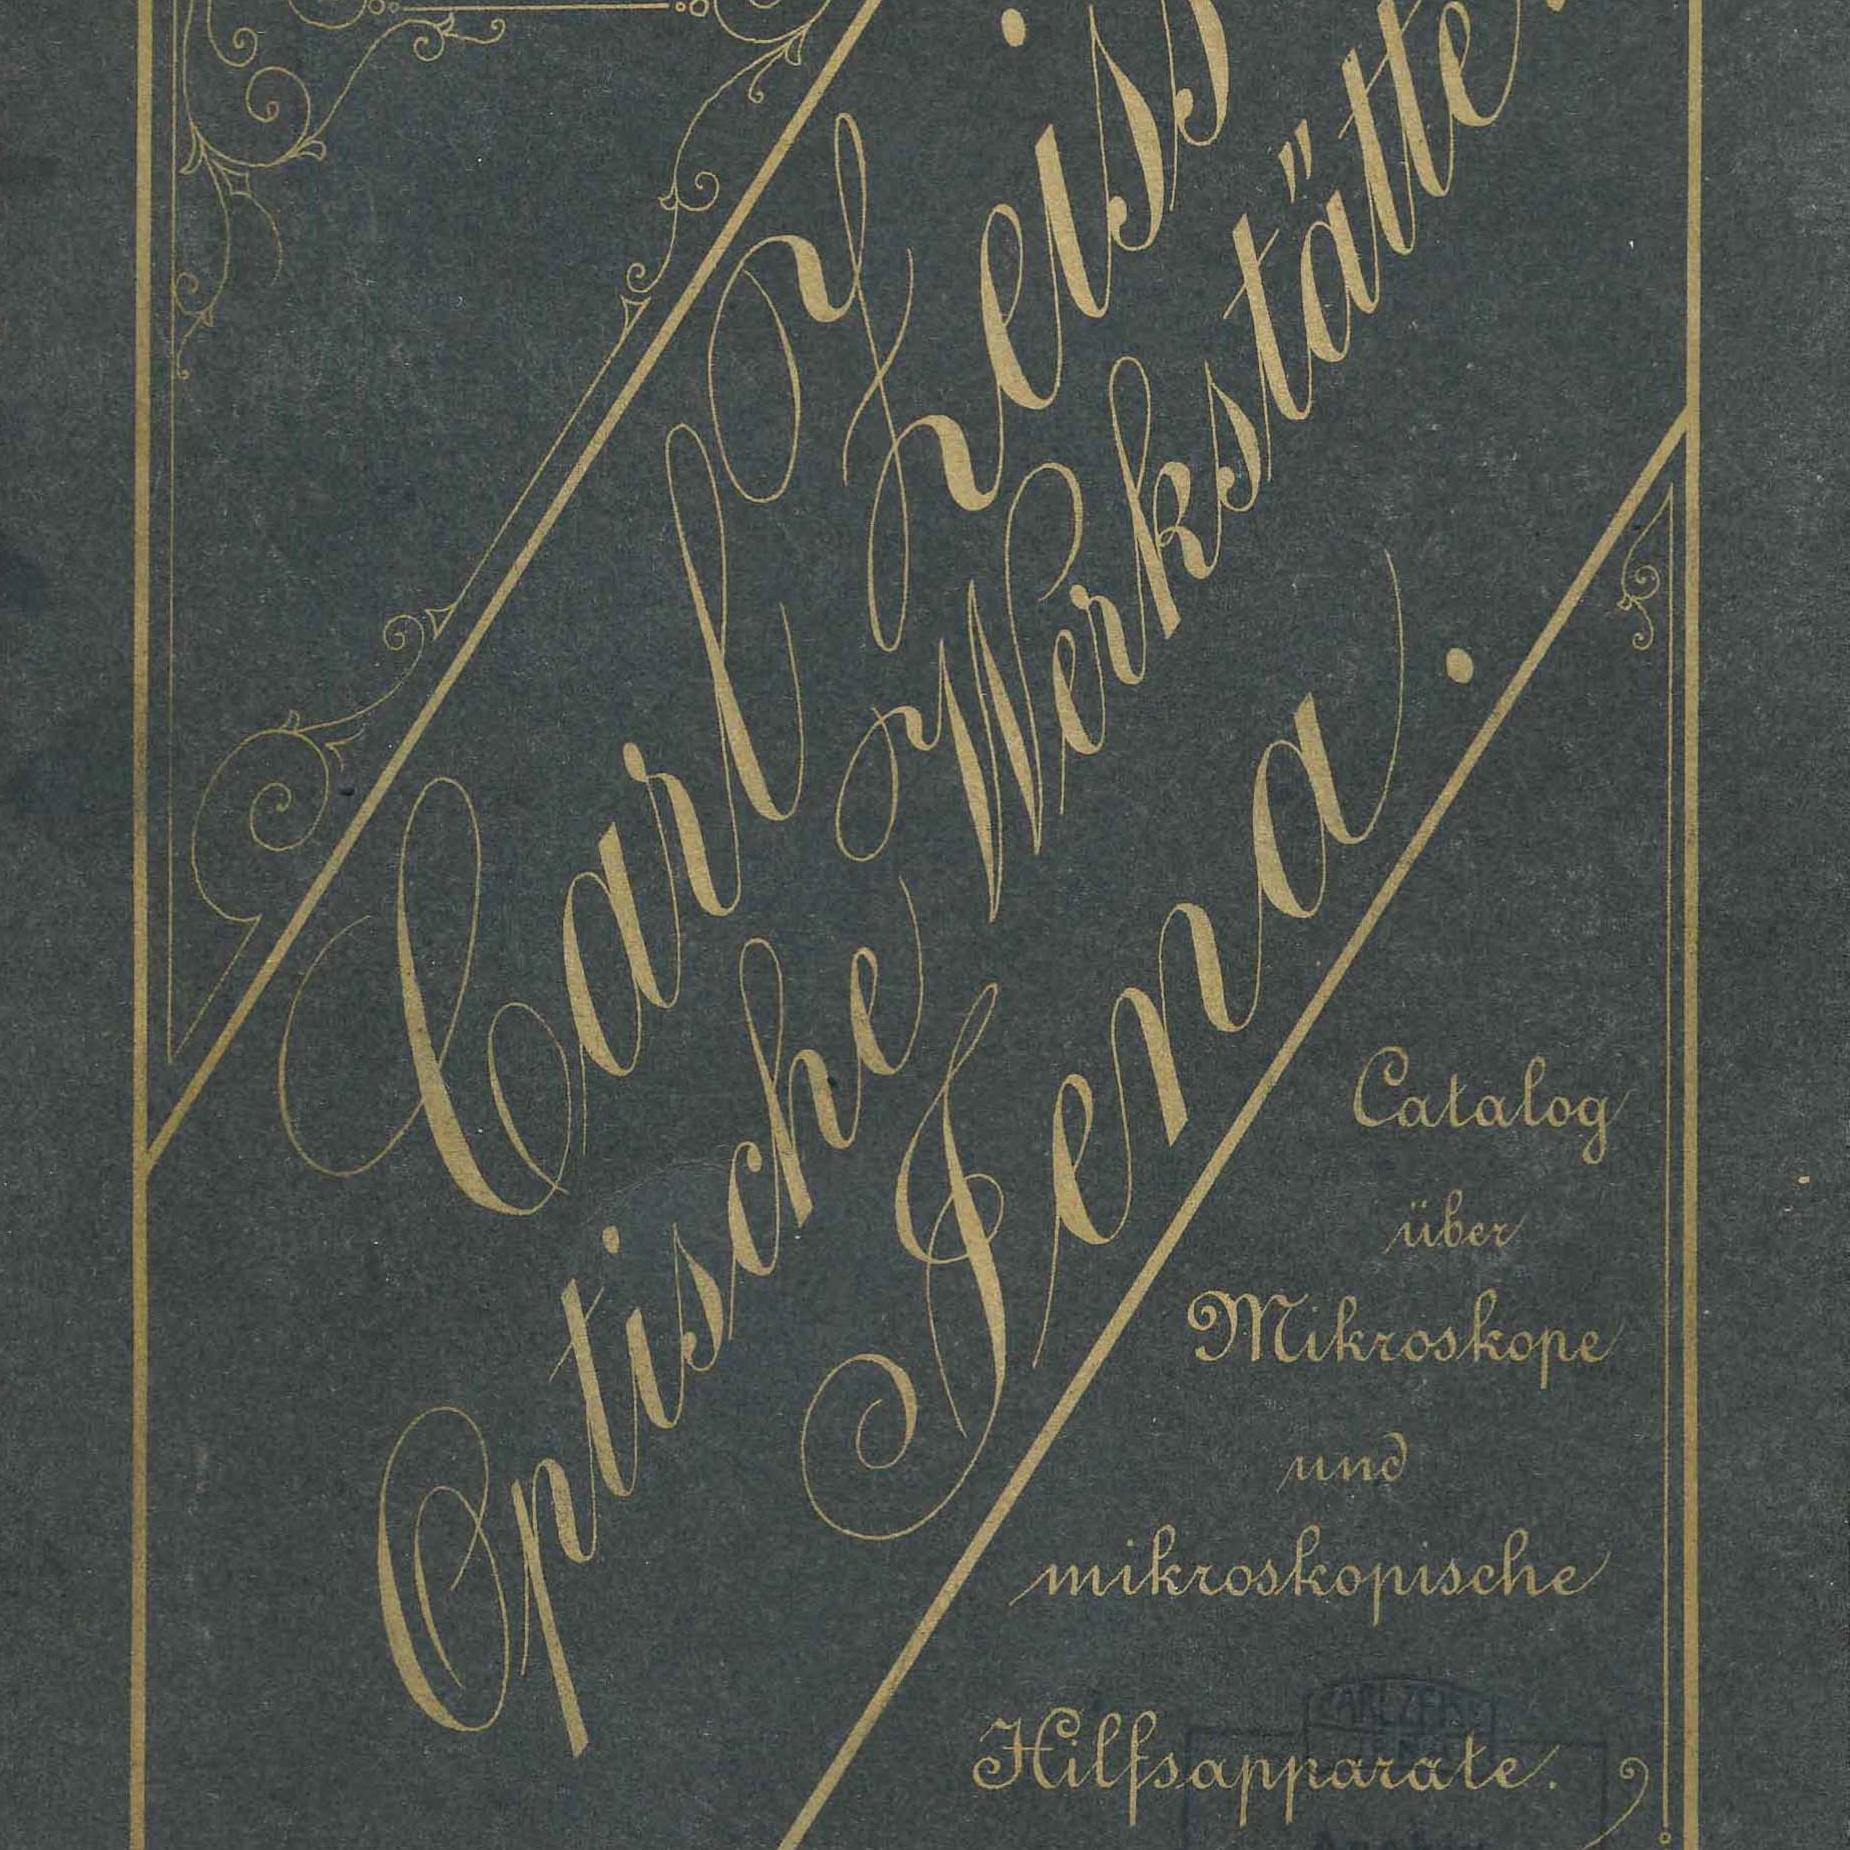 Carl Zeiss
Optische Werkstätte.
Jena.
Catalog
über
Mikroskope
und
mikroskopische
Hilfsapparate.